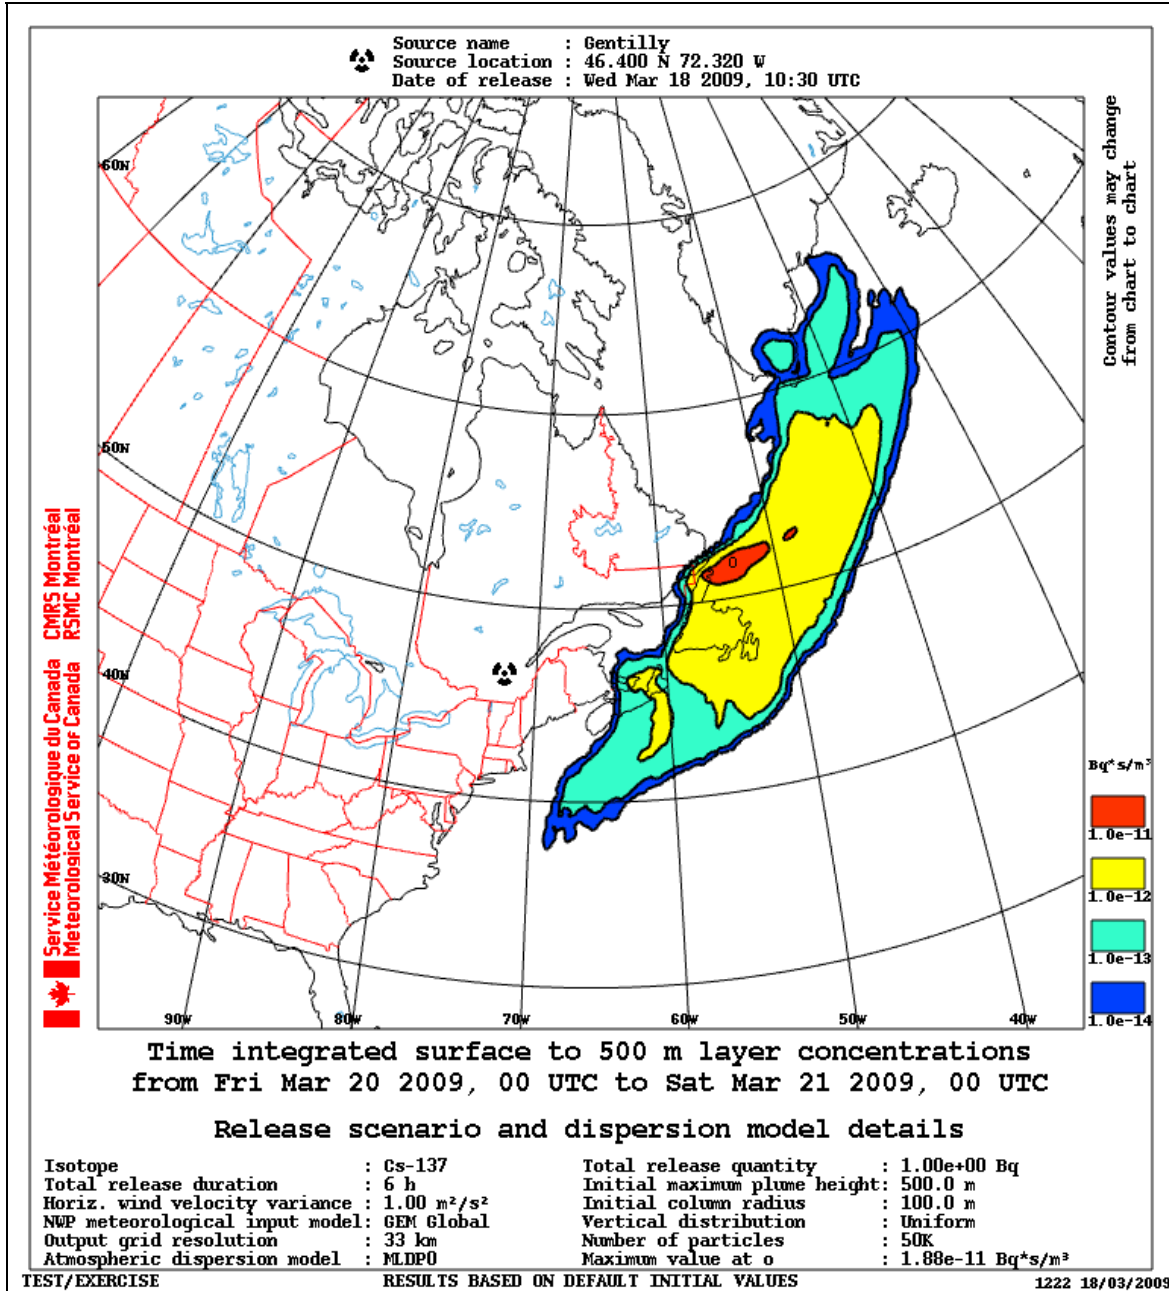 Source name : Gentilly
Source location : 46.400 N 72.320 W
Date of release : Wed Mar 18 2009, 10:30 UTC
Contour values may change
from chart to chart
60N
50N
40N
30N
90W 80W 70W 60W 50W 40W
CMRS Montréal
RSMC Montréal
Service Météorologique du Canada
Meteorological Service of Canada
Bq*s/m³
1.0e-11
1.0e-12
1.0e-13
1.0e-14
Time integrated surface to 500 m layer concentrations
from Fri Mar 20 2009, 00 UTC to Sat Mar 21 2009, 00 UTC
Release scenario and dispersion model details
Isotope : Cs-137
Total release duration : 6 h
Horiz. wind velocity variance : 1.00 m²/s²
NWP meteorological input model: GEM Global
Output grid resolution : 33 km
Atmospheric dispersion model : MLDP0
Total release quantity : 1.00e+00 Bq
Initial maximum plume height: 500.0 m
Initial column radius : 100.0 m
Vertical distribution : Uniform
Number of particles : 50K
Maximum value at o : 1.88e-11 Bq*s/m³
TEST/EXERCISE RESULTS BASED ON DEFAULT INITIAL VALUES 1222 18/03/2009